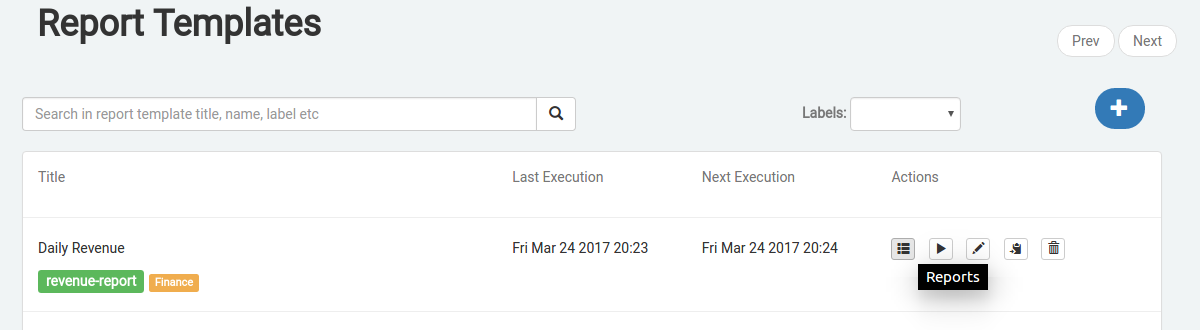 Report Templates
Prev Next
Search in report template title, name, label etc
Labels:
Title Last Execution Next Execution Actions
Daily Revenue Fri Mar 24 2017 20:23 Fri Mar 24 2017 20:24
revenue-report Finance
Reports